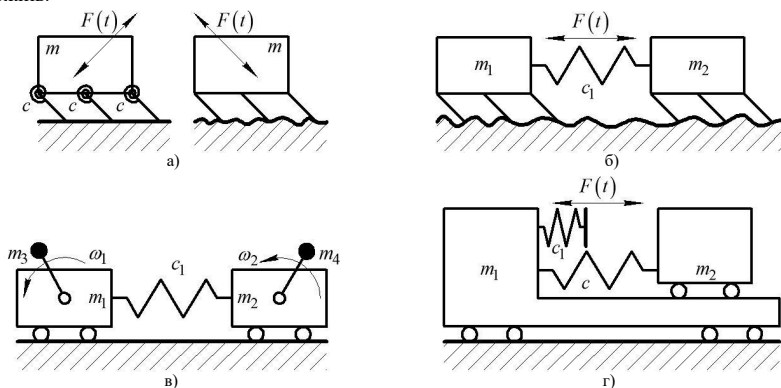 F(t)
F(t)
m
m
c
c
c
а)
F(t)
m₁
c₁
m₂
б)
m₃
ω₁
c₁
ω₂
m₄
m₁
m₂
в)
F(t)
m₁
c₁
c
m₂
г)